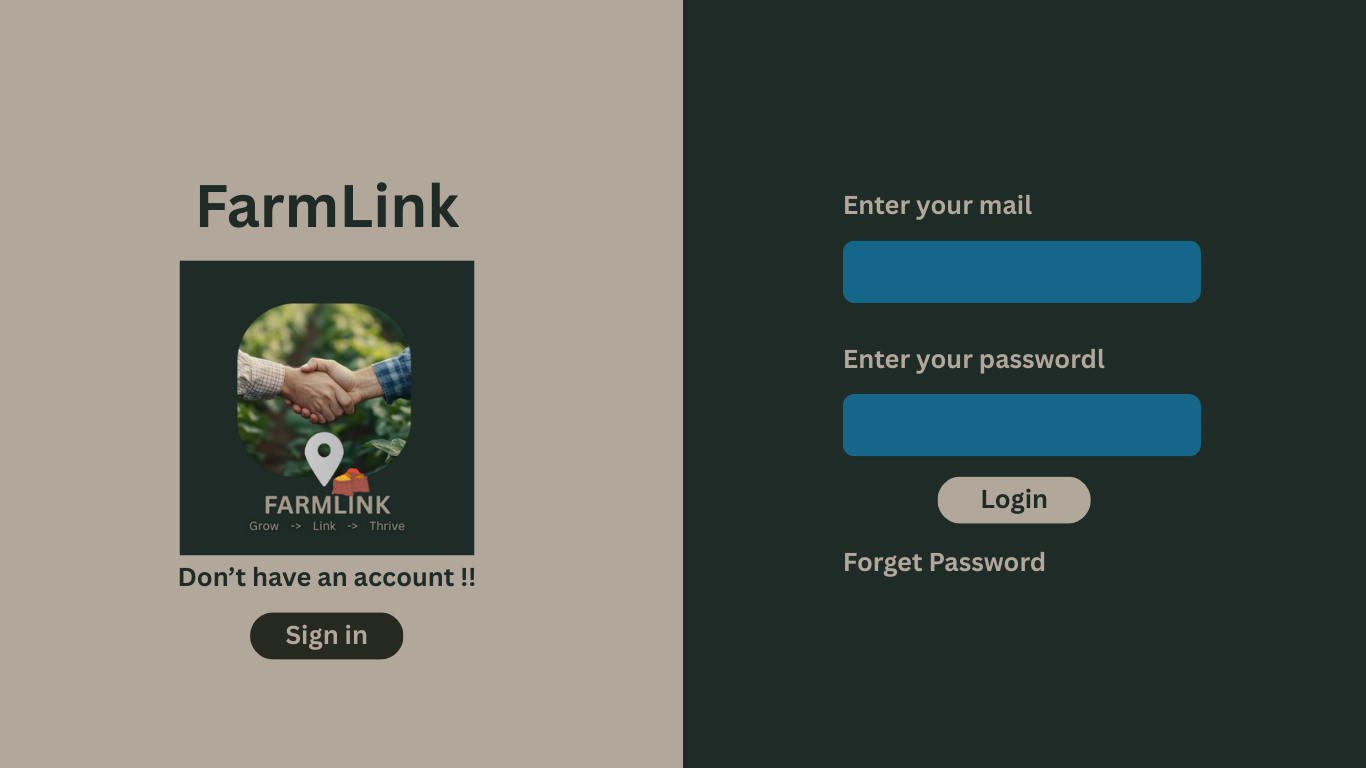 FarmLink
FARMLINK
Grow -> Link -> Thrive
Don’t have an account !!
Sign in
Enter your mail
Enter your passwordl
Login
Forget Password